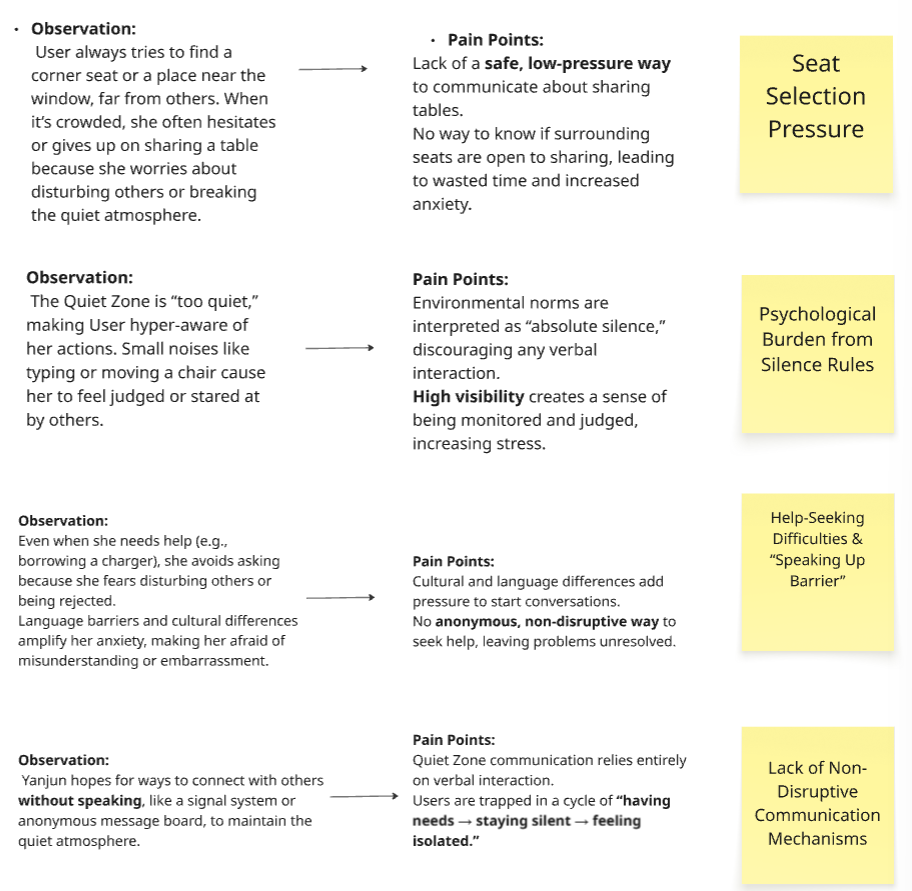 • Observation:
User always tries to find a
corner seat or a place near the
window, far from others. When
it’s crowded, she often hesitates
or gives up on sharing a table
because she worries about
disturbing others or breaking
the quiet atmosphere.
• Pain Points:
Lack of a safe, low-pressure way
to communicate about sharing
tables.
No way to know if surrounding
seats are open to sharing, leading
to wasted time and increased
anxiety.
Seat
Selection
Pressure
Observation:
The Quiet Zone is “too quiet,”
making User hyper-aware of
her actions. Small noises like
typing or moving a chair cause
her to feel judged or stared at
by others.
Pain Points:
Environmental norms are
interpreted as “absolute silence,”
discouraging any verbal
interaction.
High visibility creates a sense of
being monitored and judged,
increasing stress.
Psychological
Burden from
Silence Rules
Observation:
Even when she needs help (e.g.,
borrowing a charger), she avoids asking
because she fears disturbing others or
being rejected.
Language barriers and cultural differences
amplify her anxiety, making her afraid of
misunderstanding or embarrassment.
Pain Points:
Cultural and language differences add
pressure to start conversations.
No anonymous, non-disruptive way to
seek help, leaving problems unresolved.
Help-Seeking
Difficulties &
“Speaking Up
Barrier”
Observation:
Yanjun hopes for ways to connect with others
without speaking, like a signal system or
anonymous message board, to maintain the
quiet atmosphere.
Pain Points:
Quiet Zone communication relies entirely
on verbal interaction.
Users are trapped in a cycle of “having
needs → staying silent → feeling
isolated.”
Lack of Non-
Disruptive
Communication
Mechanisms